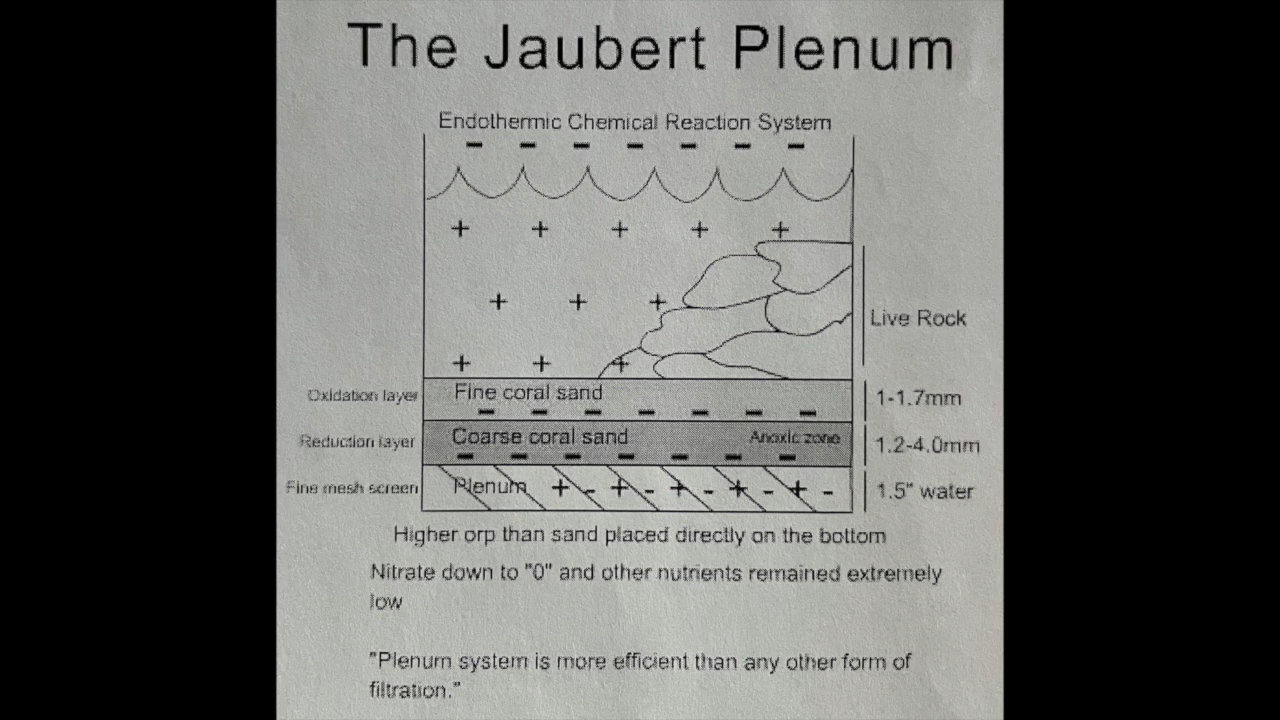 The Jaubert Plenum
Endothermic Chemical Reaction System
Live Rock
Oxidation layer
Fine coral sand
1-1.7mm
Reduction layer
Coarse coral sand
Anoxic zone
1.2-4.0mm
Fine mesh screen
Plenum
1.5" water
Higher orp than sand placed directly on the bottom
Nitrate down to "0" and other nutrients remained extremely
low
"Plenum system is more efficient than any other form of
filtration."